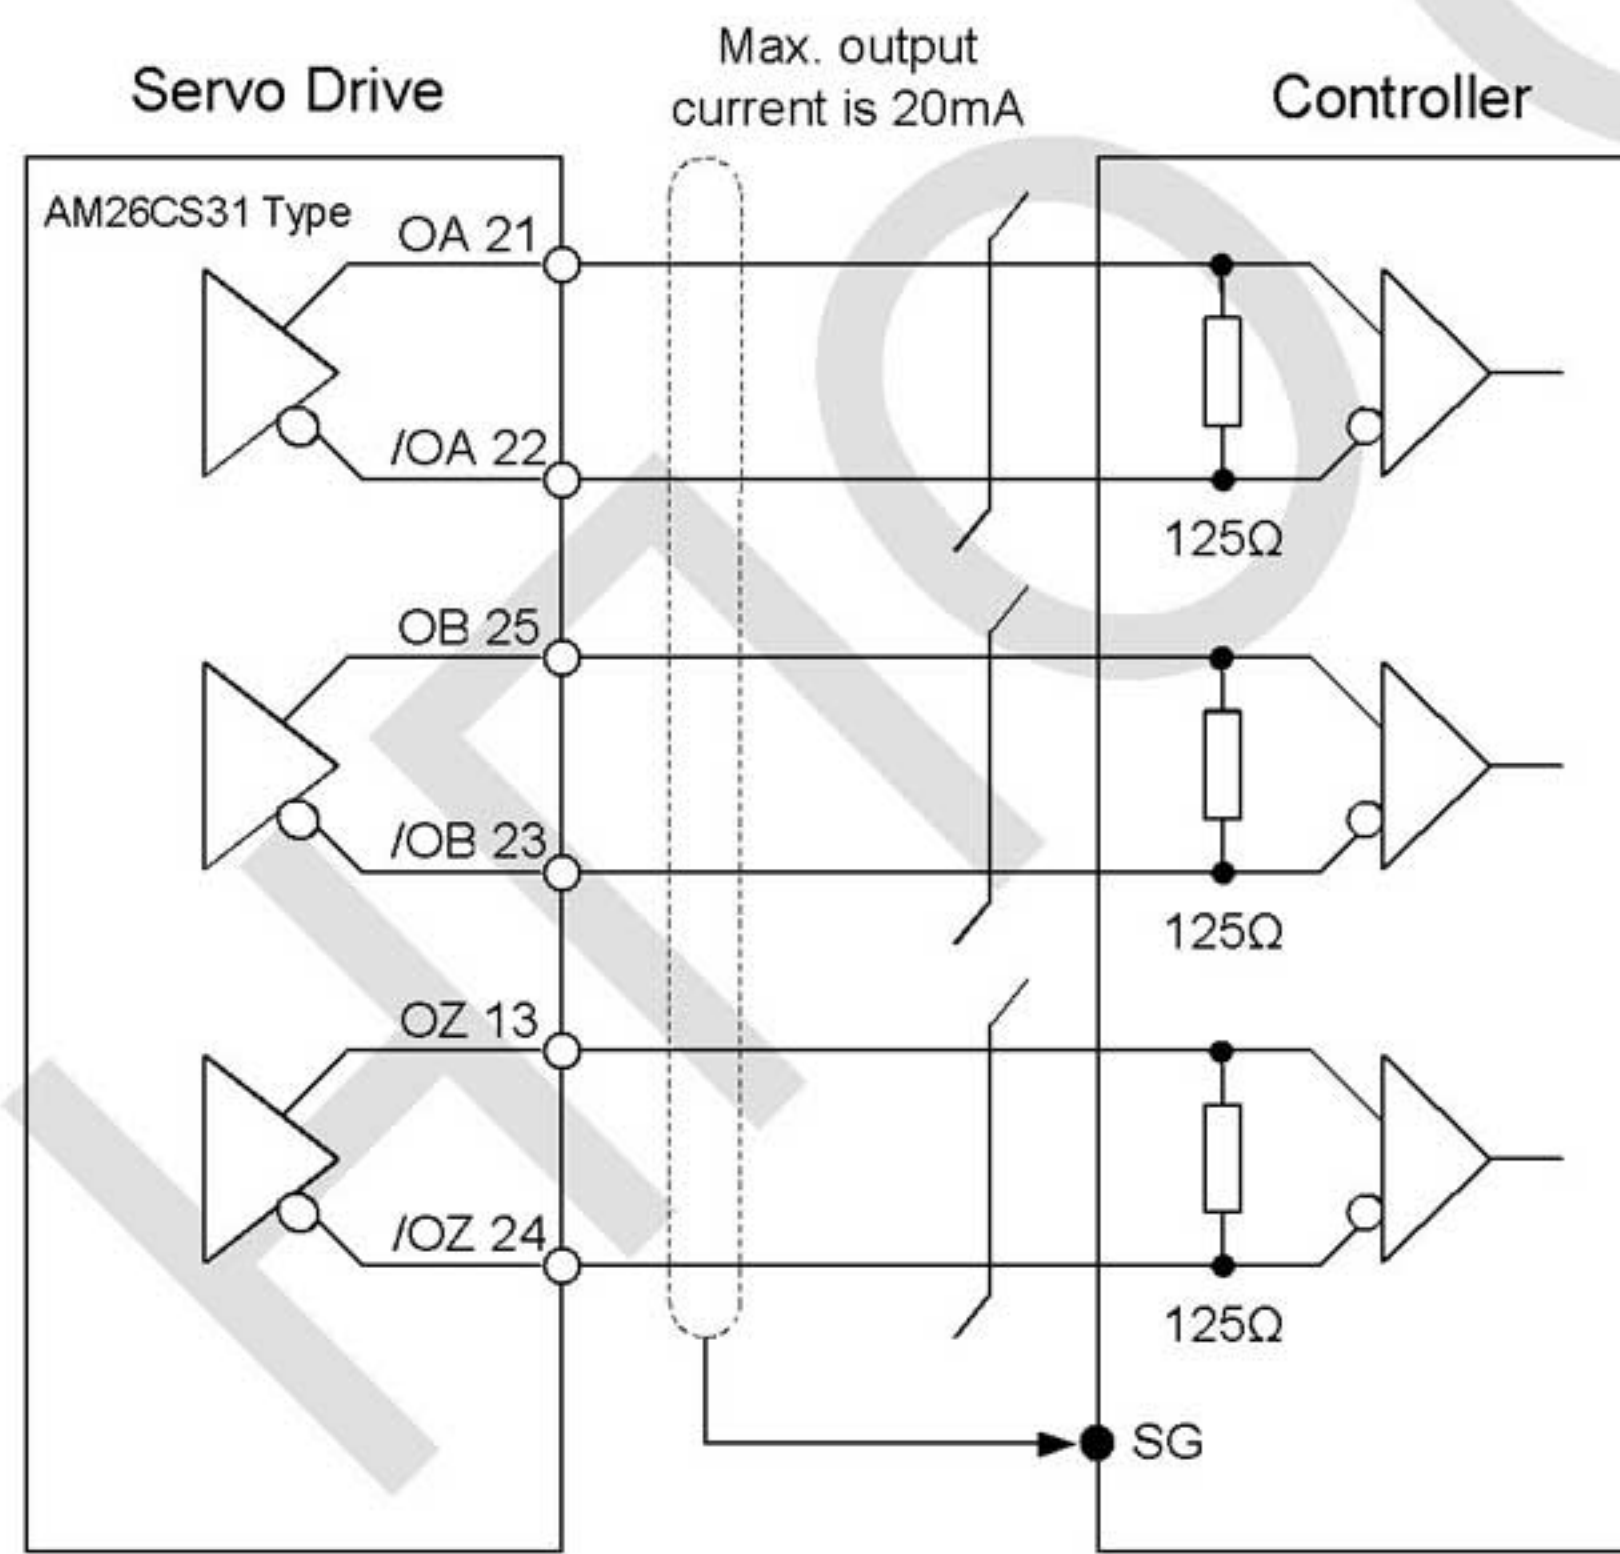 Max. output
current is 20mA
Servo Drive
Controller
AM26CS31 Type
OA 21
/OA 22
125Ω
OB 25
/OB 23
125Ω
OZ 13
/OZ 24
125Ω
SG